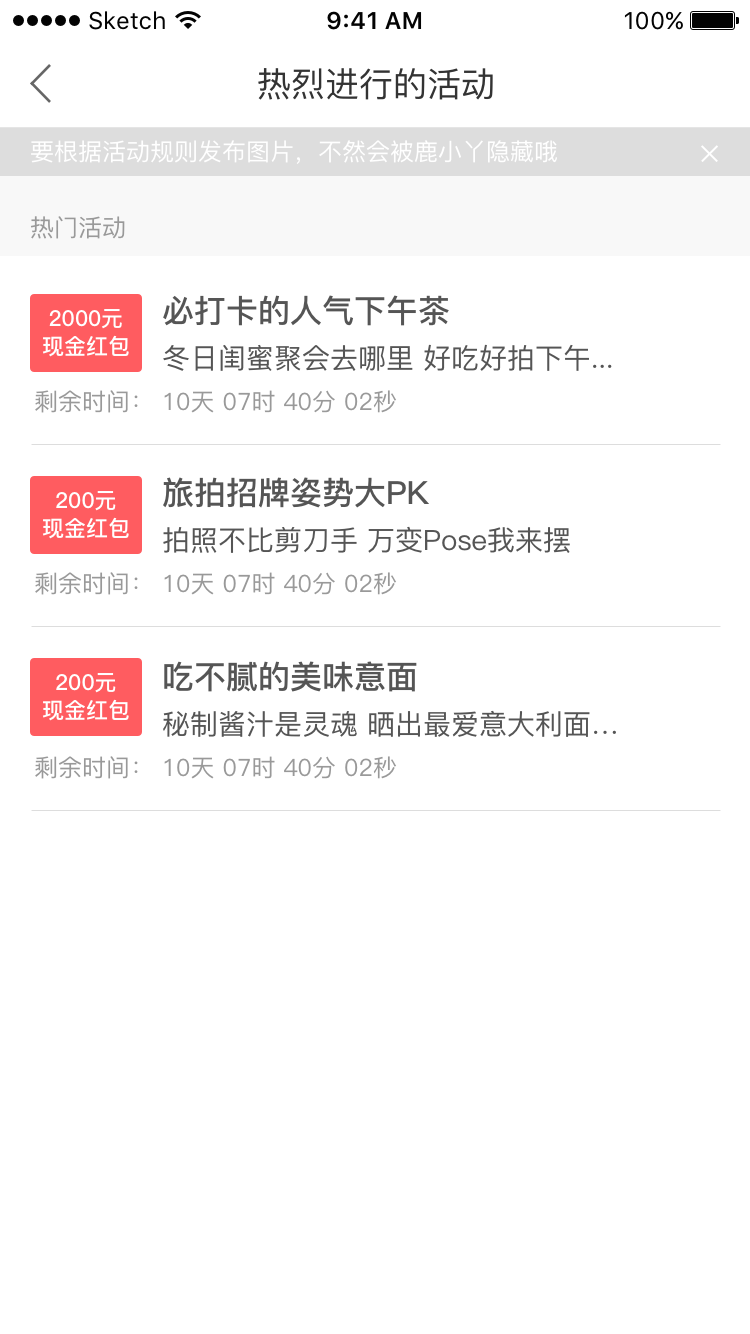 Sketch 9:41 AM 100%
热烈进行的活动
要根据活动规则发布图片，不然会被鹿小丫隐藏哦
热门活动
2000元
现金红包
必打卡的人气下午茶
冬日闺蜜聚会去哪里 好吃好拍下午...
剩余时间： 10天 07时 40分 02秒
200元
现金红包
旅拍招牌姿势大PK
拍照不比剪刀手 万变Pose我来摆
剩余时间： 10天 07时 40分 02秒
200元
现金红包
吃不腻的美味意面
秘制酱汁是灵魂 晒出最爱意大利面...
剩余时间： 10天 07时 40分 02秒